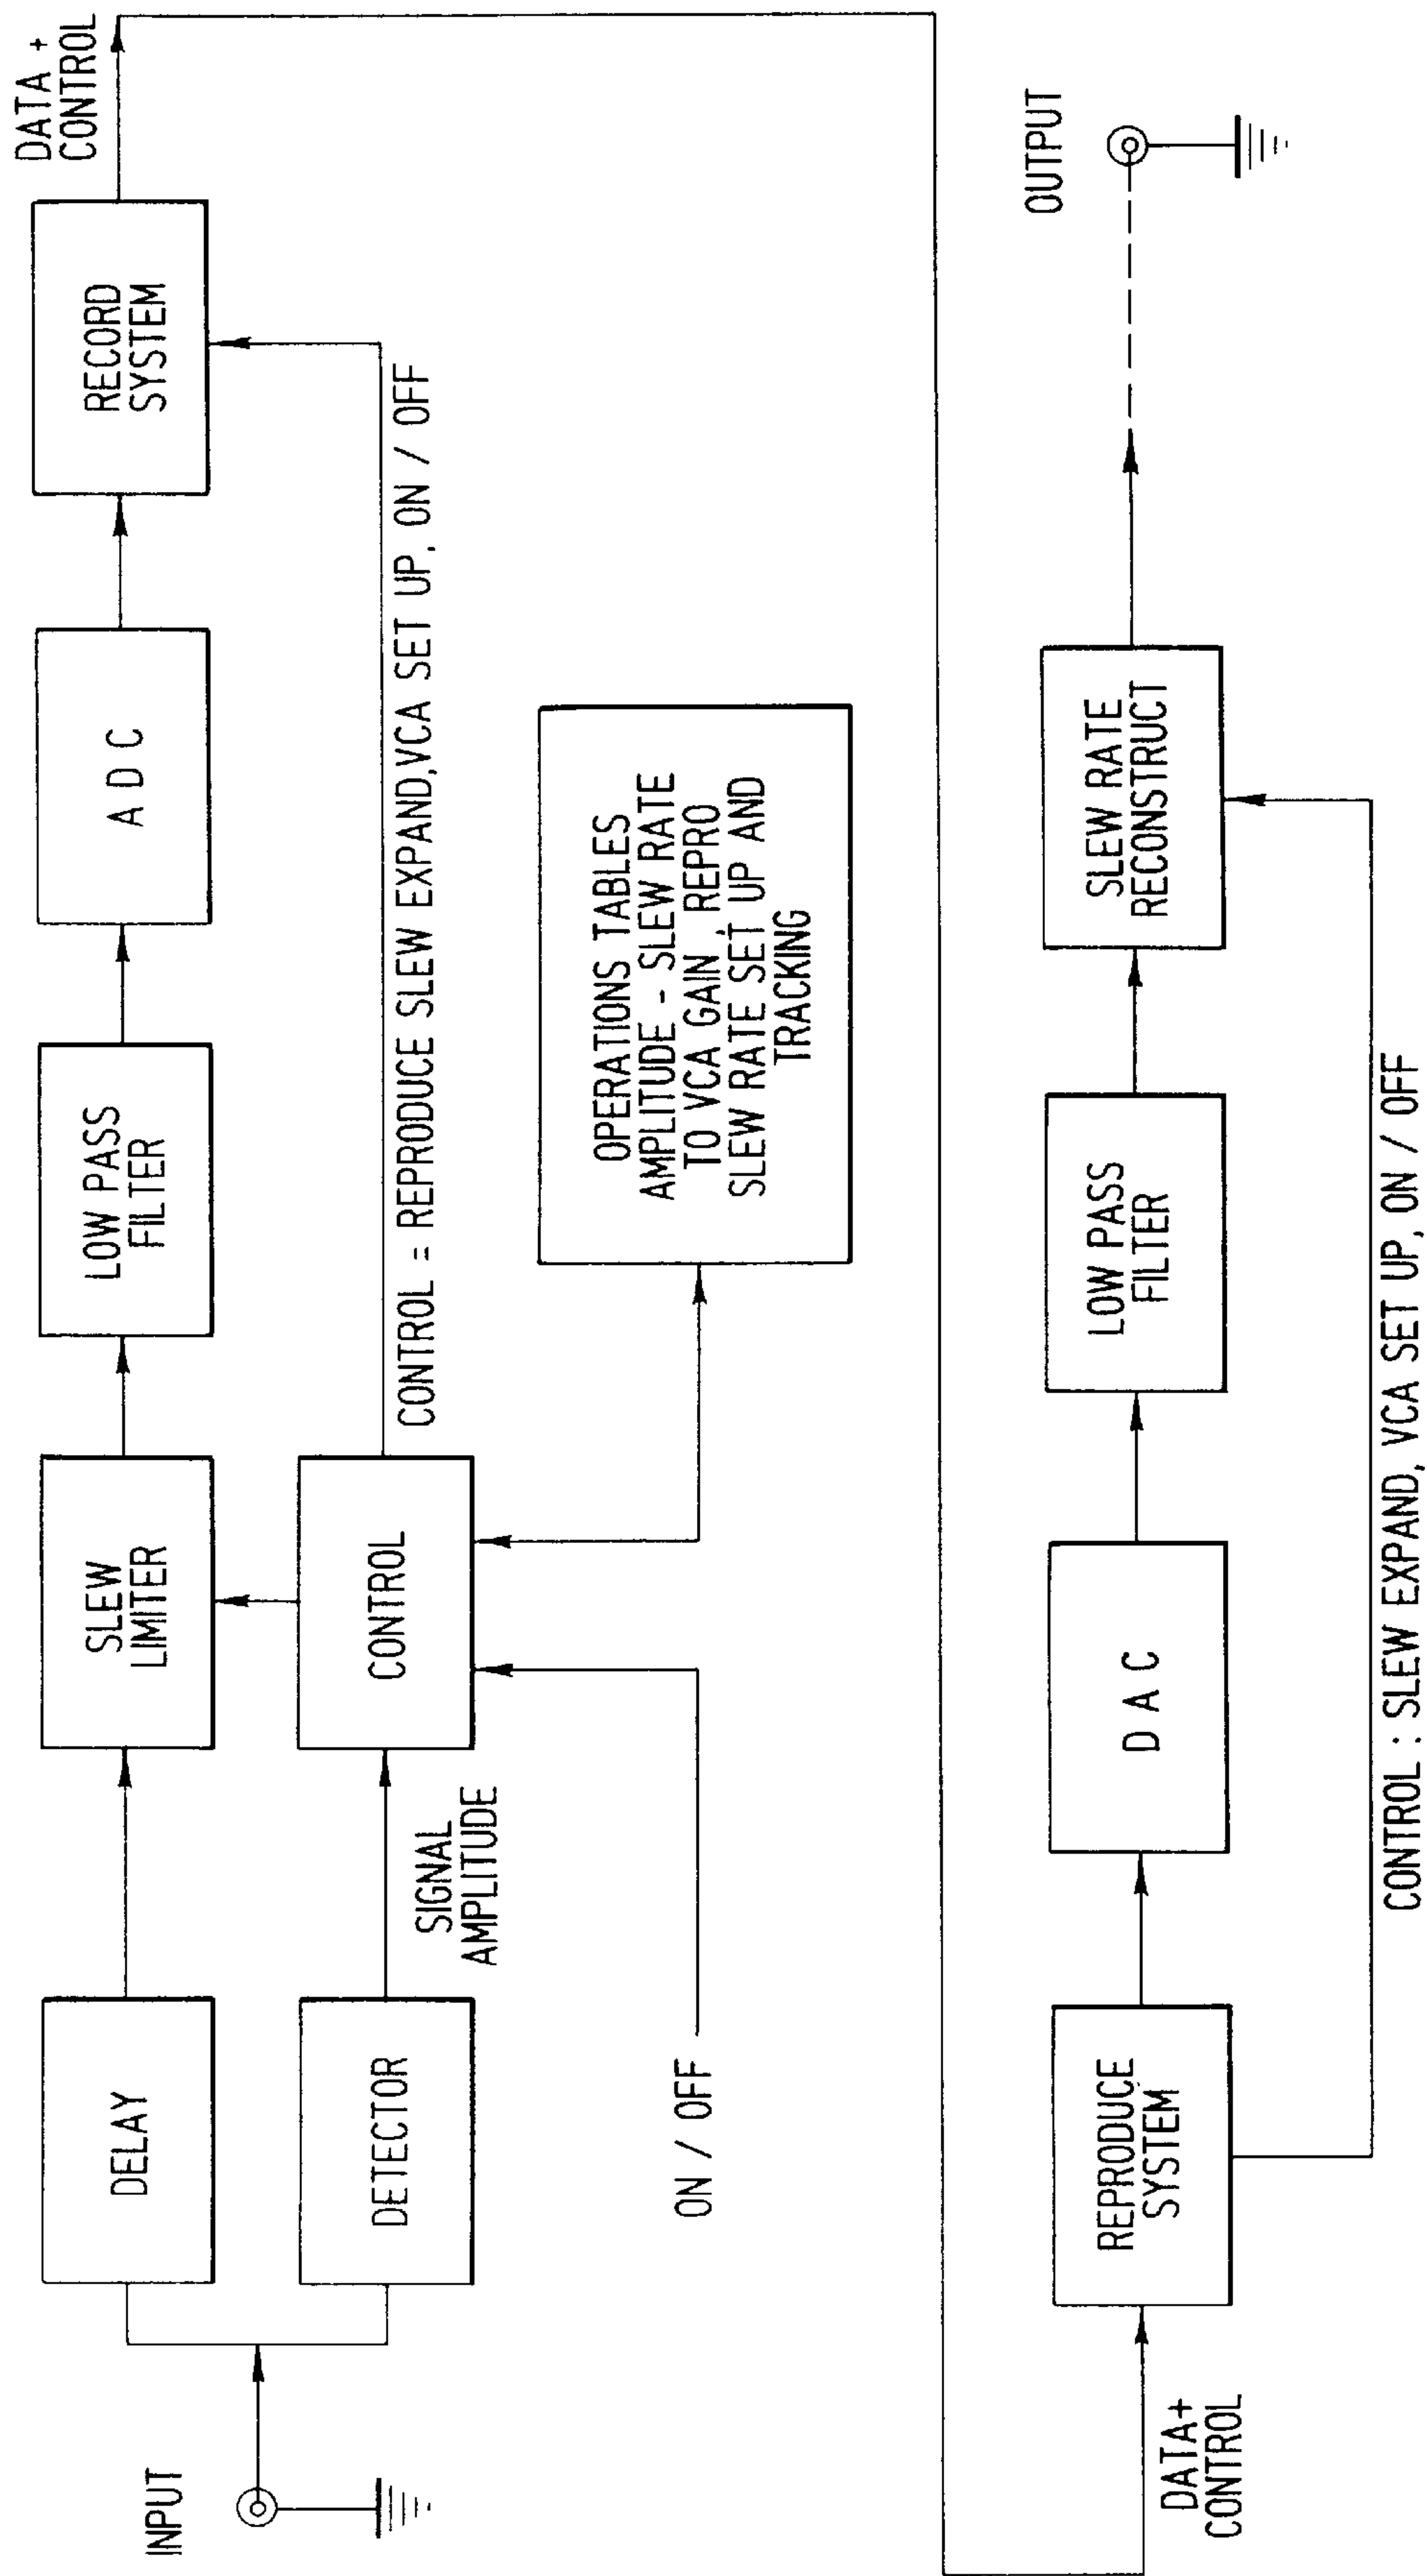 INPUT
DELAY
DETECTOR
SIGNAL
AMPLITUDE
ON / OFF
SLEW
LIMITER
CONTROL
LOW PASS
FILTER
A D C
RECORD
SYSTEM
DATA +
CONTROL
CONTROL = REPRODUCE SLEW EXPAND,VCA SET UP, ON / OFF
OPERATIONS TABLES
AMPLITUDE - SLEW RATE
TO VCA GAIN, REPRO
SLEW RATE SET UP AND
TRACKING
DATA+
CONTROL
REPRODUCE
SYSTEM
D A C
LOW PASS
FILTER
SLEW RATE
RECONSTRUCT
OUTPUT
CONTROL : SLEW EXPAND, VCA SET UP, ON / OFF